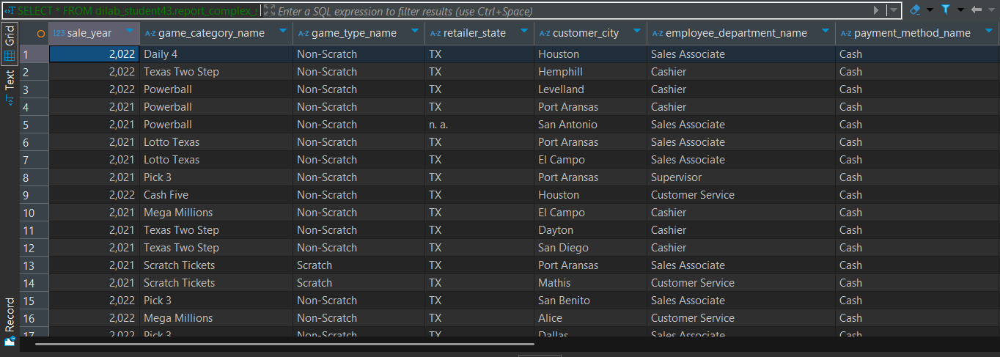 SELECT * FROM dilab_student43.report_complex_s Enter a SQL expression to filter results (use Ctrl+Space)
Grid
Text
Record
123 sale_year A-Z game_category_name A-Z game_type_name A-Z retailer_state A-Z customer_city A-Z employee_department_name A-Z payment_method_name
1 2,022 Daily 4 Non-Scratch TX Houston Sales Associate Cash
2 2,022 Texas Two Step Non-Scratch TX Hemphill Cashier Cash
3 2,022 Powerball Non-Scratch TX Levelland Cashier Cash
4 2,021 Powerball Non-Scratch TX Port Aransas Cashier Cash
5 2,021 Powerball Non-Scratch n. a. San Antonio Sales Associate Cash
6 2,021 Lotto Texas Non-Scratch TX Port Aransas Sales Associate Cash
7 2,021 Lotto Texas Non-Scratch TX El Campo Sales Associate Cash
8 2,021 Pick 3 Non-Scratch TX Port Aransas Supervisor Cash
9 2,022 Cash Five Non-Scratch TX Houston Customer Service Cash
10 2,021 Mega Millions Non-Scratch TX El Campo Cashier Cash
11 2,021 Texas Two Step Non-Scratch TX Dayton Cashier Cash
12 2,021 Texas Two Step Non-Scratch TX San Diego Cashier Cash
13 2,021 Scratch Tickets Scratch TX Port Aransas Sales Associate Cash
14 2,021 Scratch Tickets Scratch TX Mathis Customer Service Cash
15 2,022 Pick 3 Non-Scratch TX San Benito Sales Associate Cash
16 2,022 Mega Millions Non-Scratch TX Alice Customer Service Cash
17 2,022 Pick 3 Non-Scratch TX Dallas Sales Associate Cash